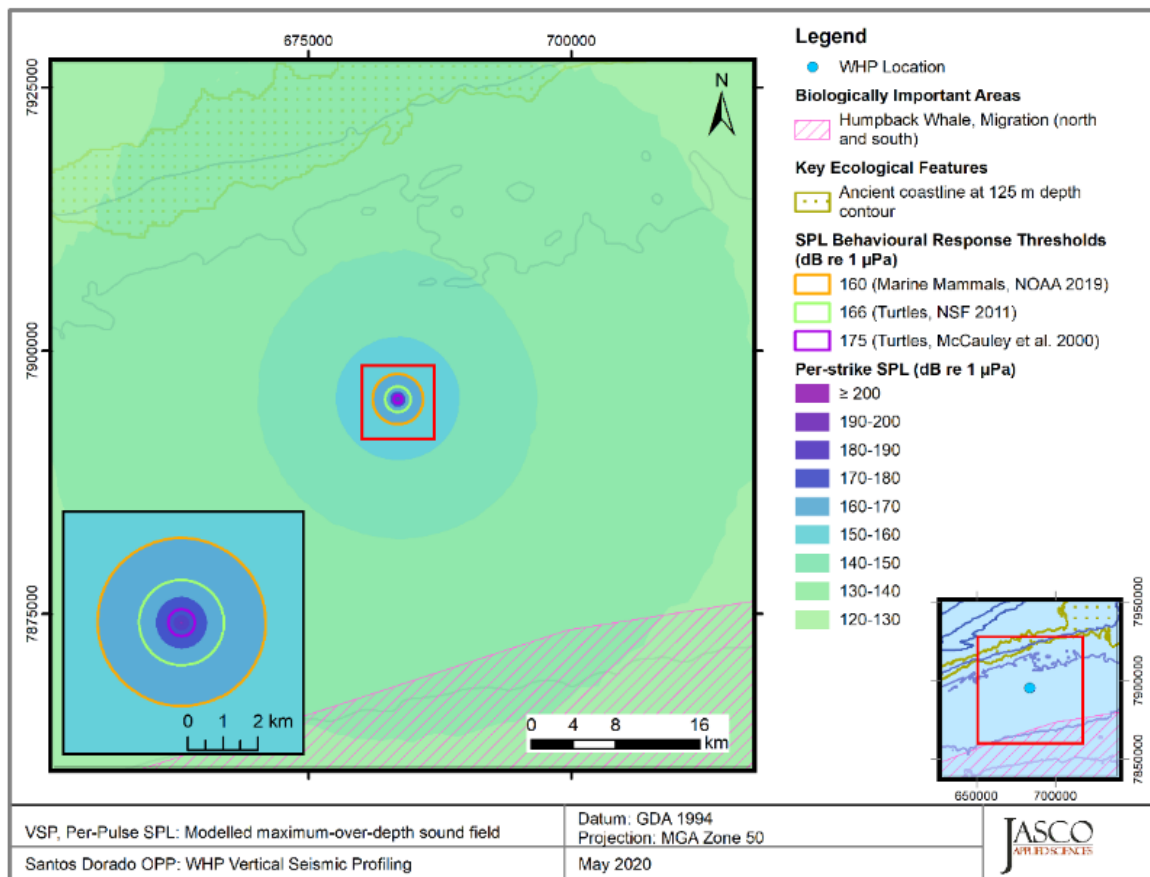 675000
700000
7925000
7900000
7875000
N
0 1 2 km
0 4 8 16
km
Legend
WHP Location
Biologically Important Areas
Humpback Whale, Migration (north
and south)
Key Ecological Features
Ancient coastline at 125 m depth
contour
SPL Behavioural Response Thresholds
(dB re 1 µPa)
160 (Marine Mammals, NOAA 2019)
166 (Turtles, NSF 2011)
175 (Turtles, McCauley et al. 2000)
Per-strike SPL (dB re 1 µPa)
≥ 200
190-200
180-190
170-180
160-170
150-160
140-150
130-140
120-130
7950000
7900000
7850000
650000
700000
VSP, Per-Pulse SPL: Modelled maximum-over-depth sound field
Datum: GDA 1994
Projection: MGA Zone 50
Santos Dorado OPP: WHP Vertical Seismic Profiling
May 2020
JASCO
APPLIED SCIENCES